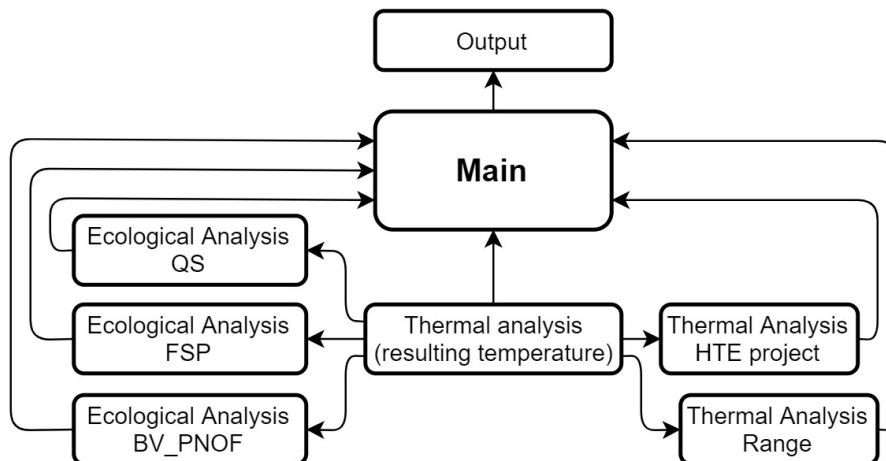 Output
Main
Ecological Analysis
QS
Ecological Analysis
FSP
Thermal analysis
(resulting temperature)
Thermal Analysis
HTE project
Ecological Analysis
BV_PNOF
Thermal Analysis
Range